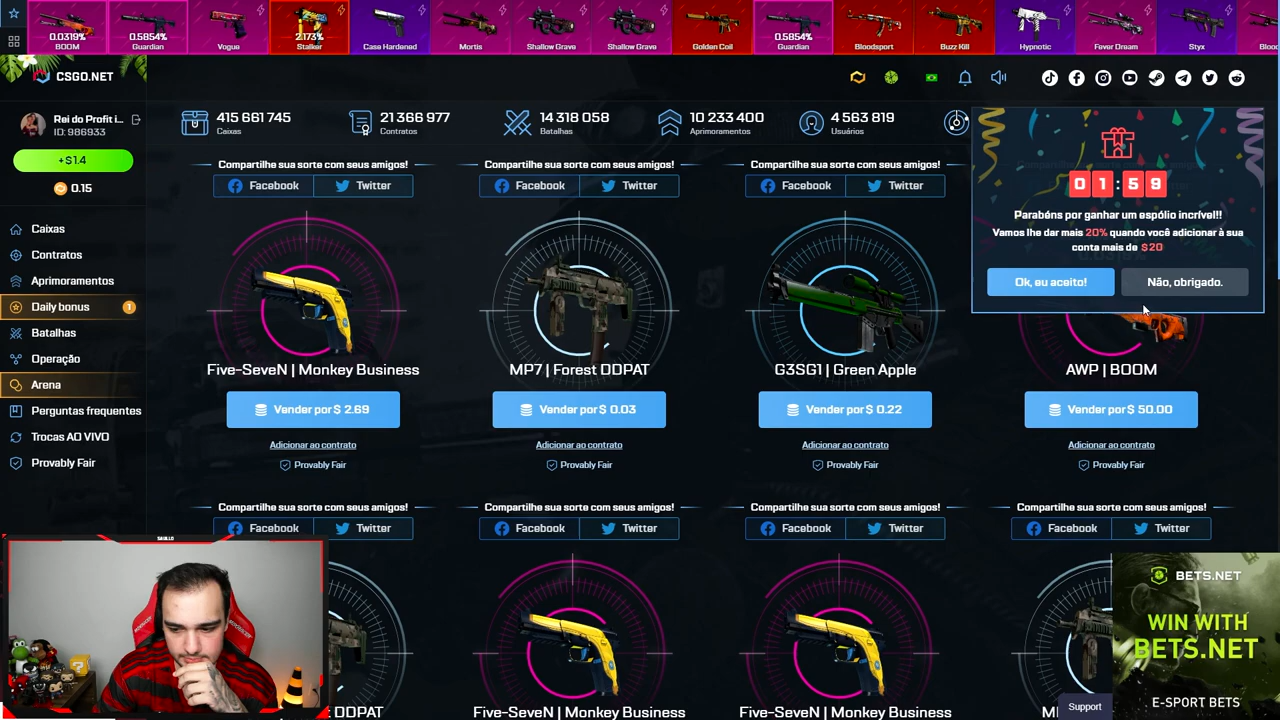 0.0319%
BOOM
0.5854%
Guardian
Vogue
2.173%
Stalker
Case Hardened
Mortis
Shallow Grave
Shallow Grave
Golden Coil
0.5854%
Guardian
Bloodsport
Buzz Kill
Hypnotic
Fever Dream
Styx
CSGO.NET
Rei do Profit i...
ID: 986933
+$1.4
0.15
415 661 745
Caixas
21 366 977
Contratos
14 318 058
Batalhas
10 233 400
Aprimoramentos
4 563 819
Usuários
01:59
Parabéns por ganhar um espólio incrível!!
Vamos lhe dar mais 20% quando você adicionar à sua
conta mais de $20
Ok, eu aceito!
Não, obrigado.
Caixas
Contratos
Aprimoramentos
Daily bonus 1
Batalhas
Operação
Arena
Perguntas frequentes
Trocas AO VIVO
Provably Fair
Compartilhe sua sorte com seus amigos!
Facebook Twitter
Five-SeveN | Monkey Business
Vender por $ 2.69
Adicionar ao contrato
Provably Fair
Compartilhe sua sorte com seus amigos!
Facebook Twitter
MP7 | Forest DDPAT
Vender por $ 0.03
Adicionar ao contrato
Provably Fair
Compartilhe sua sorte com seus amigos!
Facebook Twitter
G3SG1 | Green Apple
Vender por $ 0.22
Adicionar ao contrato
Provably Fair
AWP | BOOM
Vender por $ 50.00
Adicionar ao contrato
Provably Fair
Compartilhe sua sorte com seus amigos!
Facebook Twitter
Compartilhe sua sorte com seus amigos!
Facebook Twitter
Five-SeveN | Monkey Business
Compartilhe sua sorte com seus amigos!
Facebook Twitter
Five-SeveN | Monkey Business
Compartilhe sua sorte com seus amigos!
Facebook Twitter
DDPAT
Support
BETS.NET
WIN WITH
BETS.NET
E-SPORT BETS